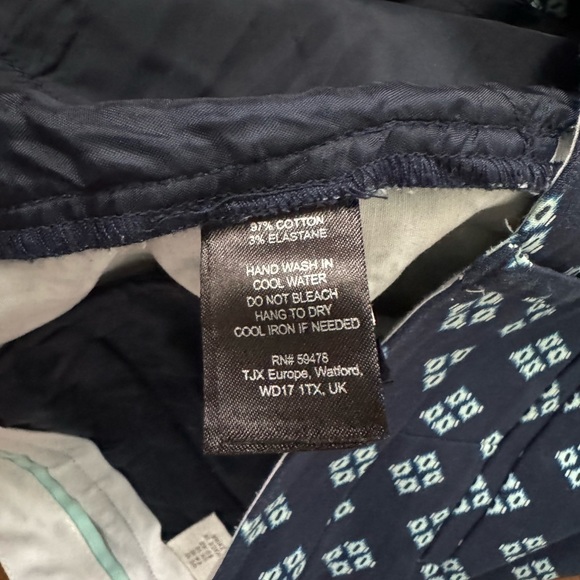 97% COTTON
3% ELASTANE
HAND WASH IN
COOL WATER
DO NOT BLEACH
HANG TO DRY
COOL IRON IF NEEDED
RN# 59478
TJX Europe, Watford,
WD17 1TX, UK